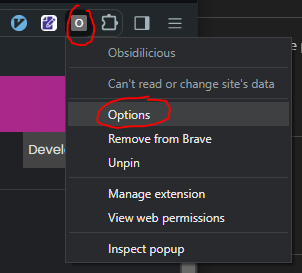 O
Obsidilicious
Can't read or change site's data
Options
Remove from Brave
Develo
Unpin
Manage extension
View web permissions
Inspect popup